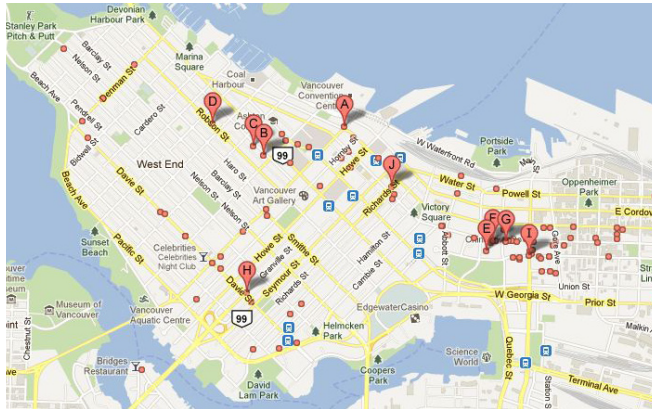 Stanley Park
Pitch & Putt
Devonian
Harbour Park
Marina
Square
Coal
Harbour
Vancouver
Convention
Centre
Denman St
Barclay St
Nelson St
Beach Ave
Pendrell St
Bidwell St
Cardero St
Robson St
D
C
B
A
99
J
West End
Davie St
Haro St
Barclay St
Nelson St
Nelson St
Hornby St
Howe St
Richards St
W Waterfront Rd
Water St
Powell St
Main St
Portside
Park
Oppenheimer
Park
E Cordova
Vancouver
Art Gallery
Victory
Square
Abbott St
E
F
G
I
Gore Ave
Union St
Beach Ave
Pacific St
Sunset
Beach
Celebrities
Celebrities
Night Club
Howe St
Granville St
Smithe St
Seymour St
Richards St
Hamilton St
Cambie St
H
Davie St
99
W Georgia St
Prior St
Museum of
Vancouver
Vancouver
Aquatic Centre
Chestnut St
Bridges
Restaurant
Helmcken
Park
EdgewaterCasino
David
Lam Park
Coopers
Park
Science
World
Quebec St
Station St
Terminal Ave
Malkin